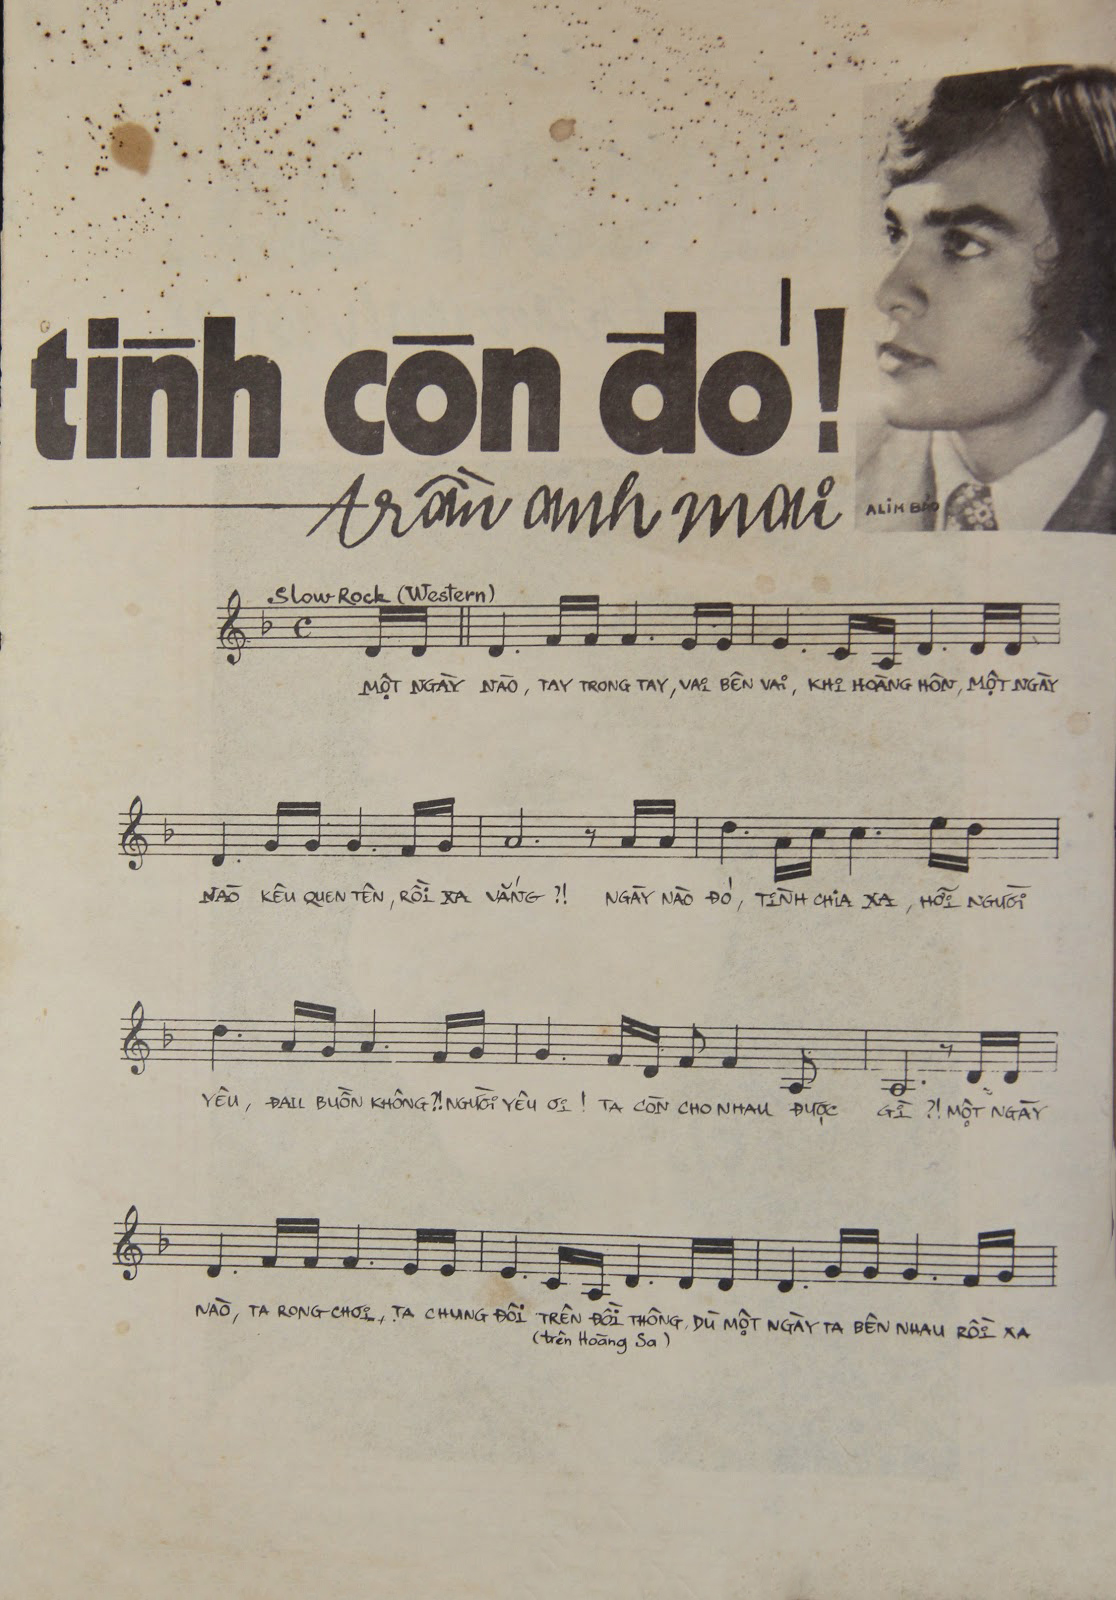 tình còn đó!
trần anh mai
ALIM BẢO
Slow Rock (Western)
MỘT NGÀY NÀO, TAY TRONG TAY, VAI BÊN VAI, KHI HOÀNG HÔN, MỘT NGÀY
NÀO KÊU QUEN TÊN, RỒI XA VẮNG ?! NGÀY NÀO ĐÓ, TÌNH CHIA XA, HỠI NGƯỜI
YÊU, ĐAU BUỒN KHÔNG?! NGƯỜI YÊU ƠI! TA CÒN CHO NHAU ĐƯỢC GÌ ?! MỘT NGÀY
NÀO, TA RONG CHƠI, TA CHUNG ĐÔI TRÊN ĐỒI THÔNG, DÙ MỘT NGÀY TA BÊN NHAU RỒI XA
(trên Hoàng Sa)